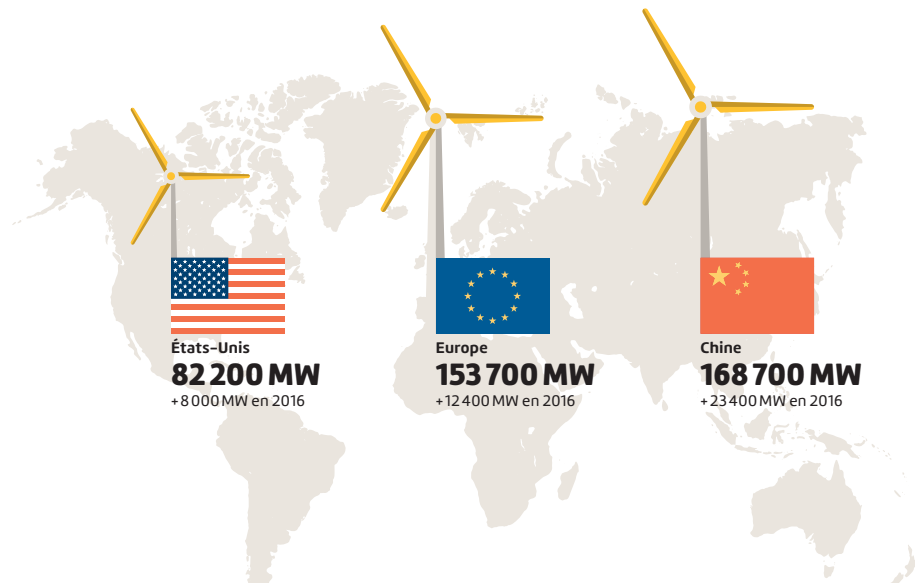 États-Unis
82 200 MW
+8 000 MW en 2016
Europe
153 700 MW
+12 400 MW en 2016
Chine
168 700 MW
+23 400 MW en 2016